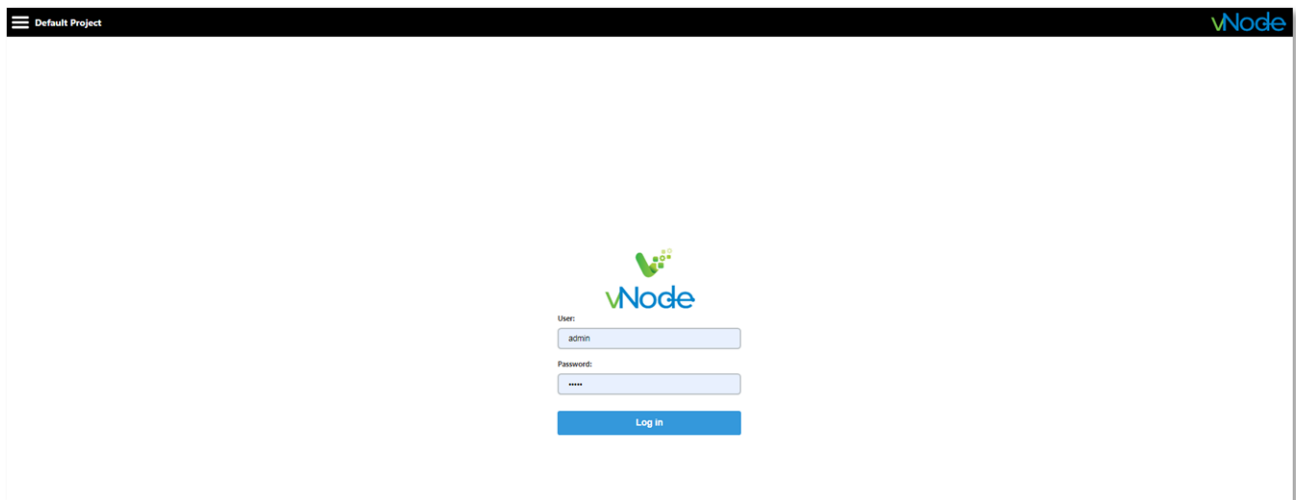 Default Project
vNode
vNode
User:
admin
Password:
•••••
Log in